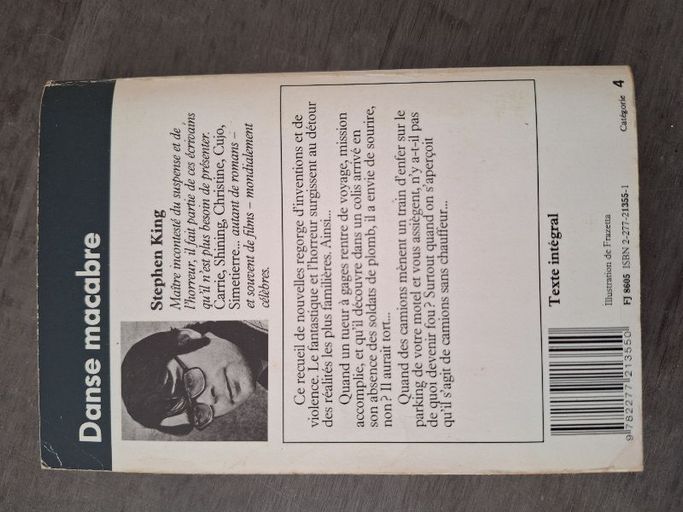 Danse macabre
Stephen King
Maître incontesté du suspense et de
l'horreur, il fait partie de ces écrivains
qu'il n'est plus besoin de présenter.
Carrie, Shining, Christine, Cujo,
Simetierre... autant de romans –
et souvent de films – mondialement
célèbres.
Ce recueil de nouvelles regorge d'inventions et de
violence. Le fantastique et l'horreur surgissent au détour
des réalités les plus familières. Ainsi...
Quand un tueur à gages rentre de voyage, mission
accomplie, et qu'il découvre dans un colis arrivé en
son absence des soldats de plomb, il a envie de sourire,
non ? Il aurait tort...
Quand des camions mènent un train d'enfer sur le
parking de votre motel et vous assiègent, n'y a-t-il pas
de quoi devenir fou ? Surtout quand on s'aperçoit
qu'il s'agit de camions sans chauffeur...
Texte intégral
Illustration de Frazetta
FJ 8605 ISBN 2-277-21355-1
Catégorie 4
9 782277 213550